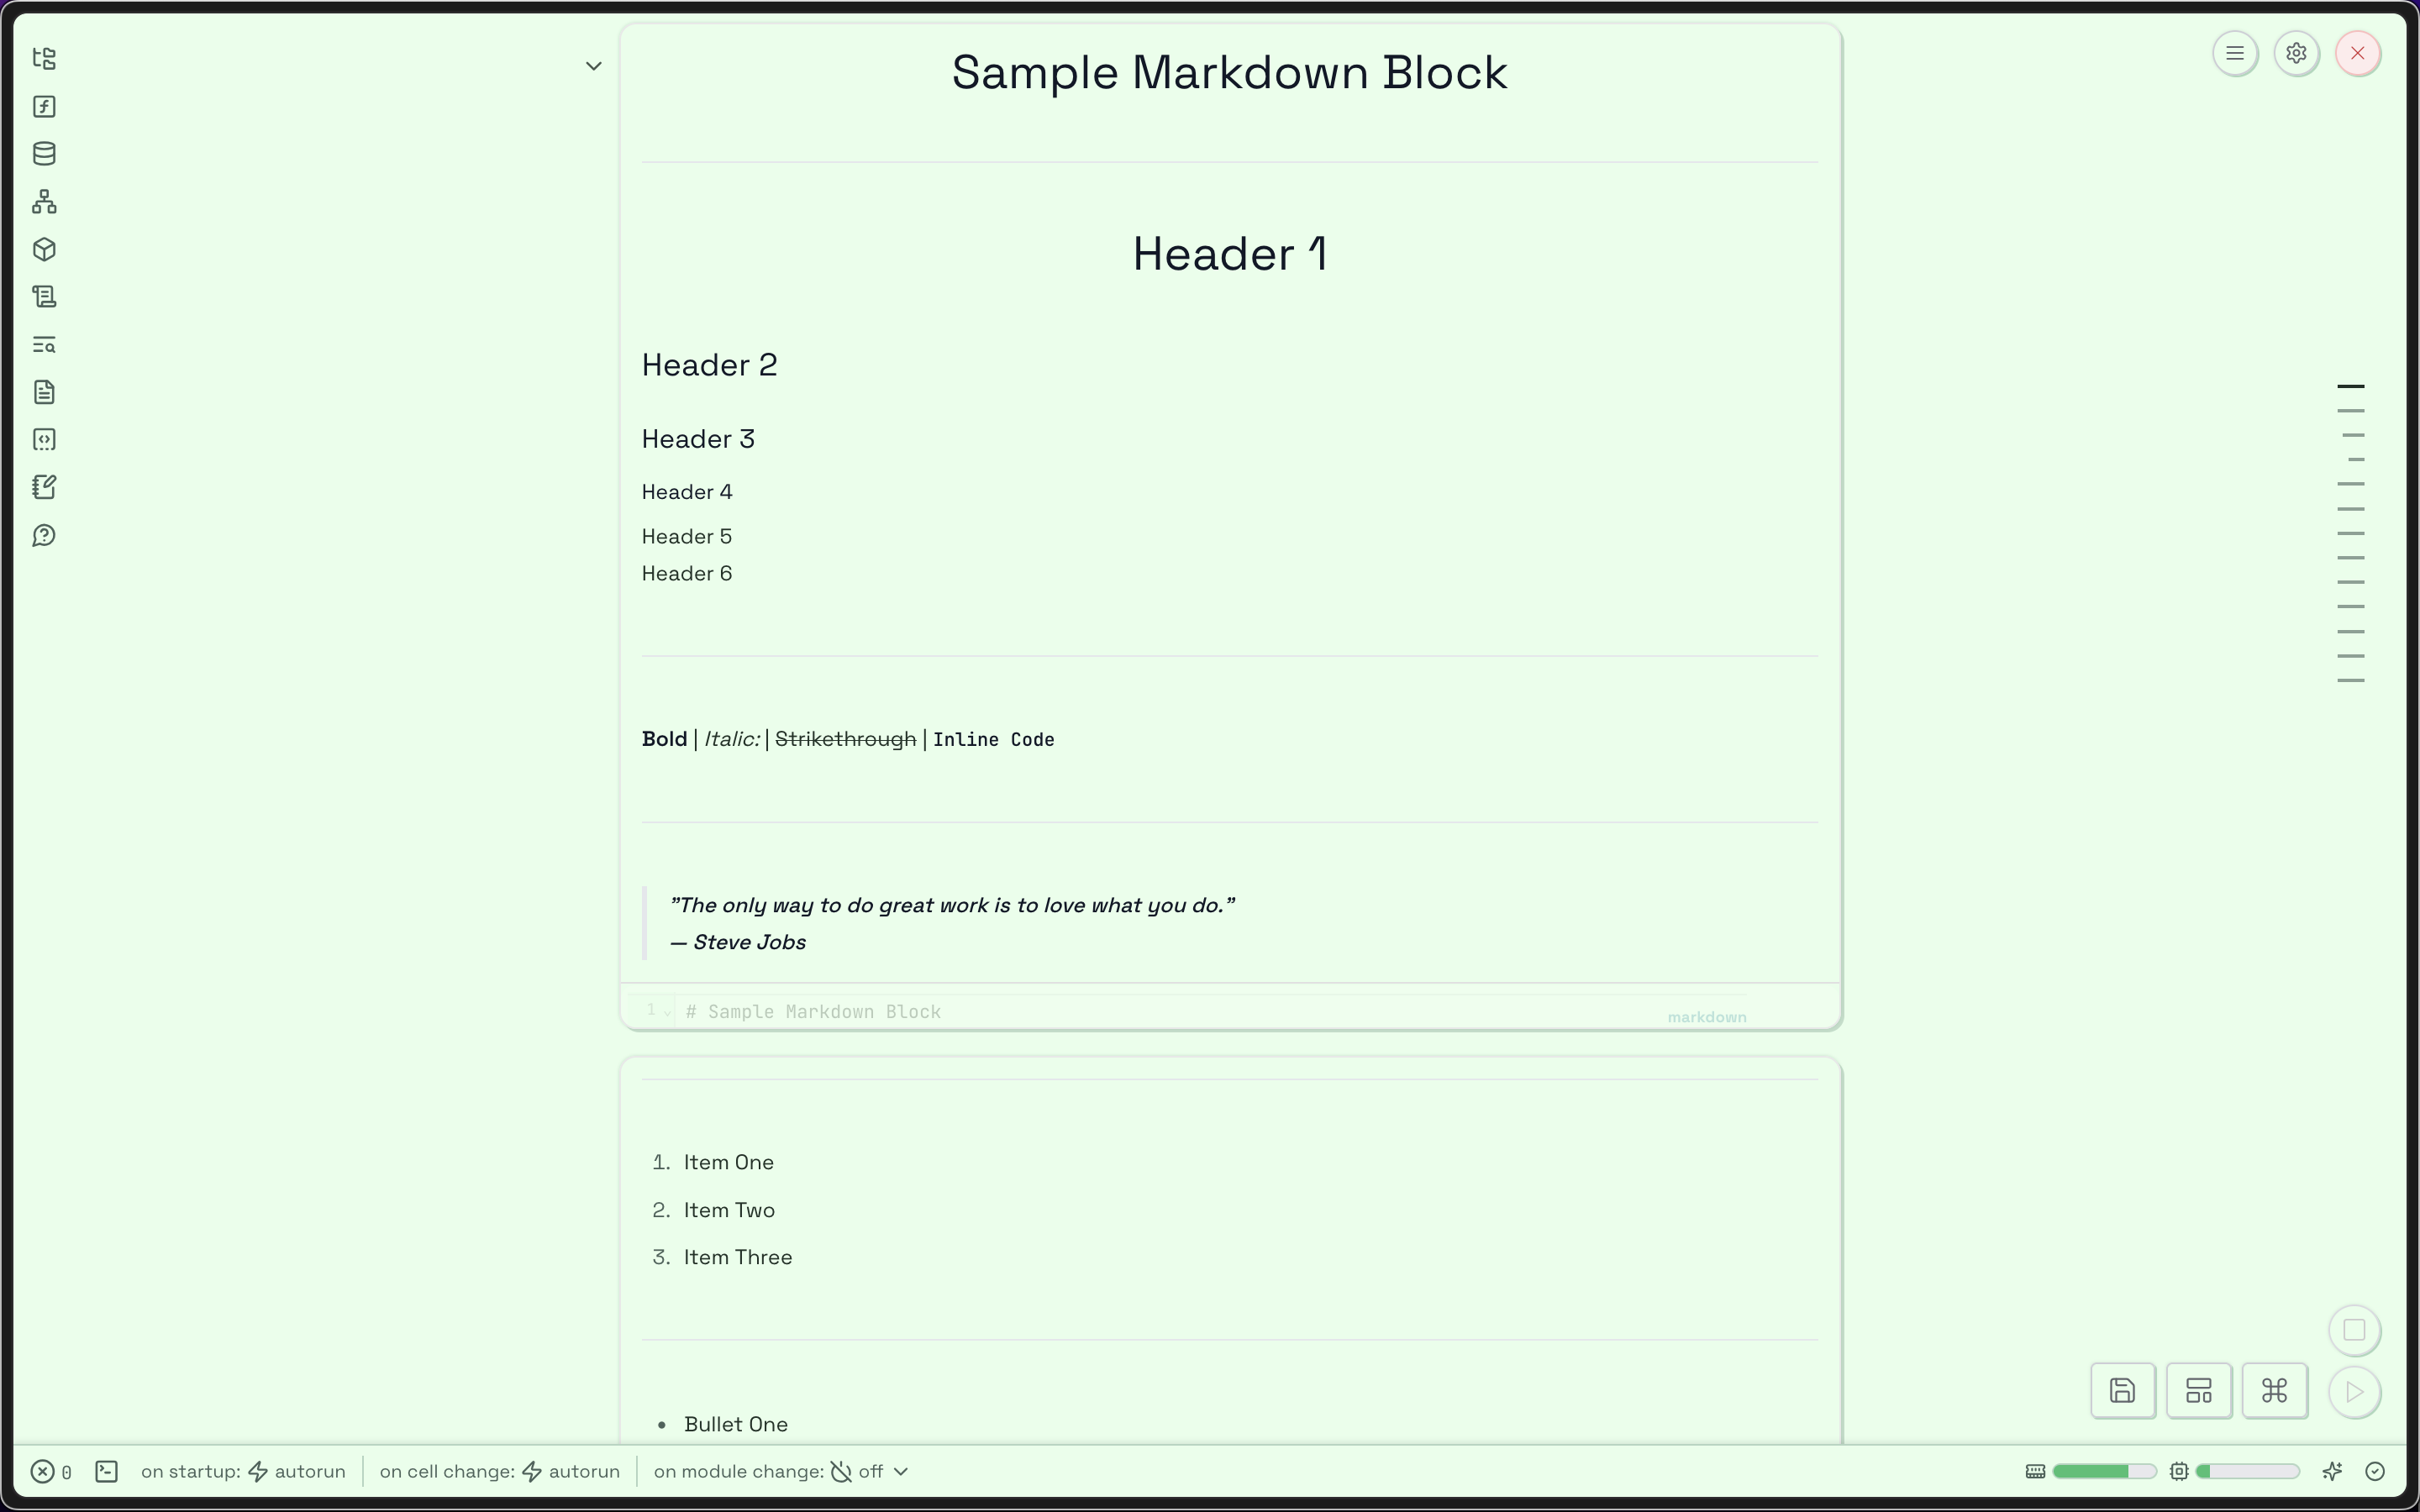 Sample Markdown Block
Header 1
Header 2
Header 3
Header 4
Header 5
Header 6
Bold | Italic: | Strikethrough | Inline Code
"The only way to do great work is to love what you do."
— Steve Jobs
1 # Sample Markdown Block
markdown
1. Item One
2. Item Two
3. Item Three
• Bullet One
0 on startup: autorun on cell change: autorun on module change: off